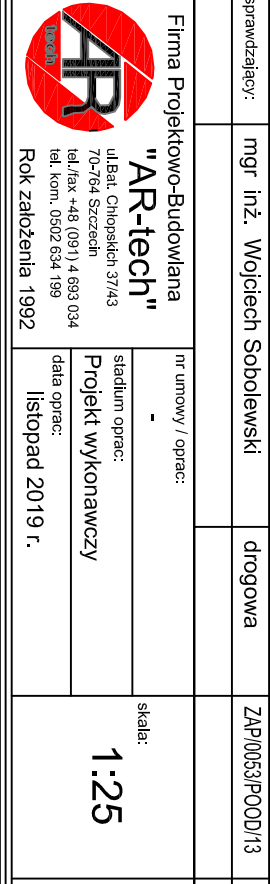 sprawdzający:
mgr inż. Wojciech Sobolewski
drogowa
ZAP/0053/POOD/13
AR
tech
Firma Projektowo-Budowlana
"AR-tech"
ul.Bat. Chłopskich 37/43
70-764 Szczecin
tel./fax +48 (091) 4 693 034
tel. kom. 0502 634 199
Rok założenia 1992
nr umowy / oprac:
-
stadium oprac:
Projekt wykonawczy
data oprac:
listopad 2019 r.
skala:
1:25